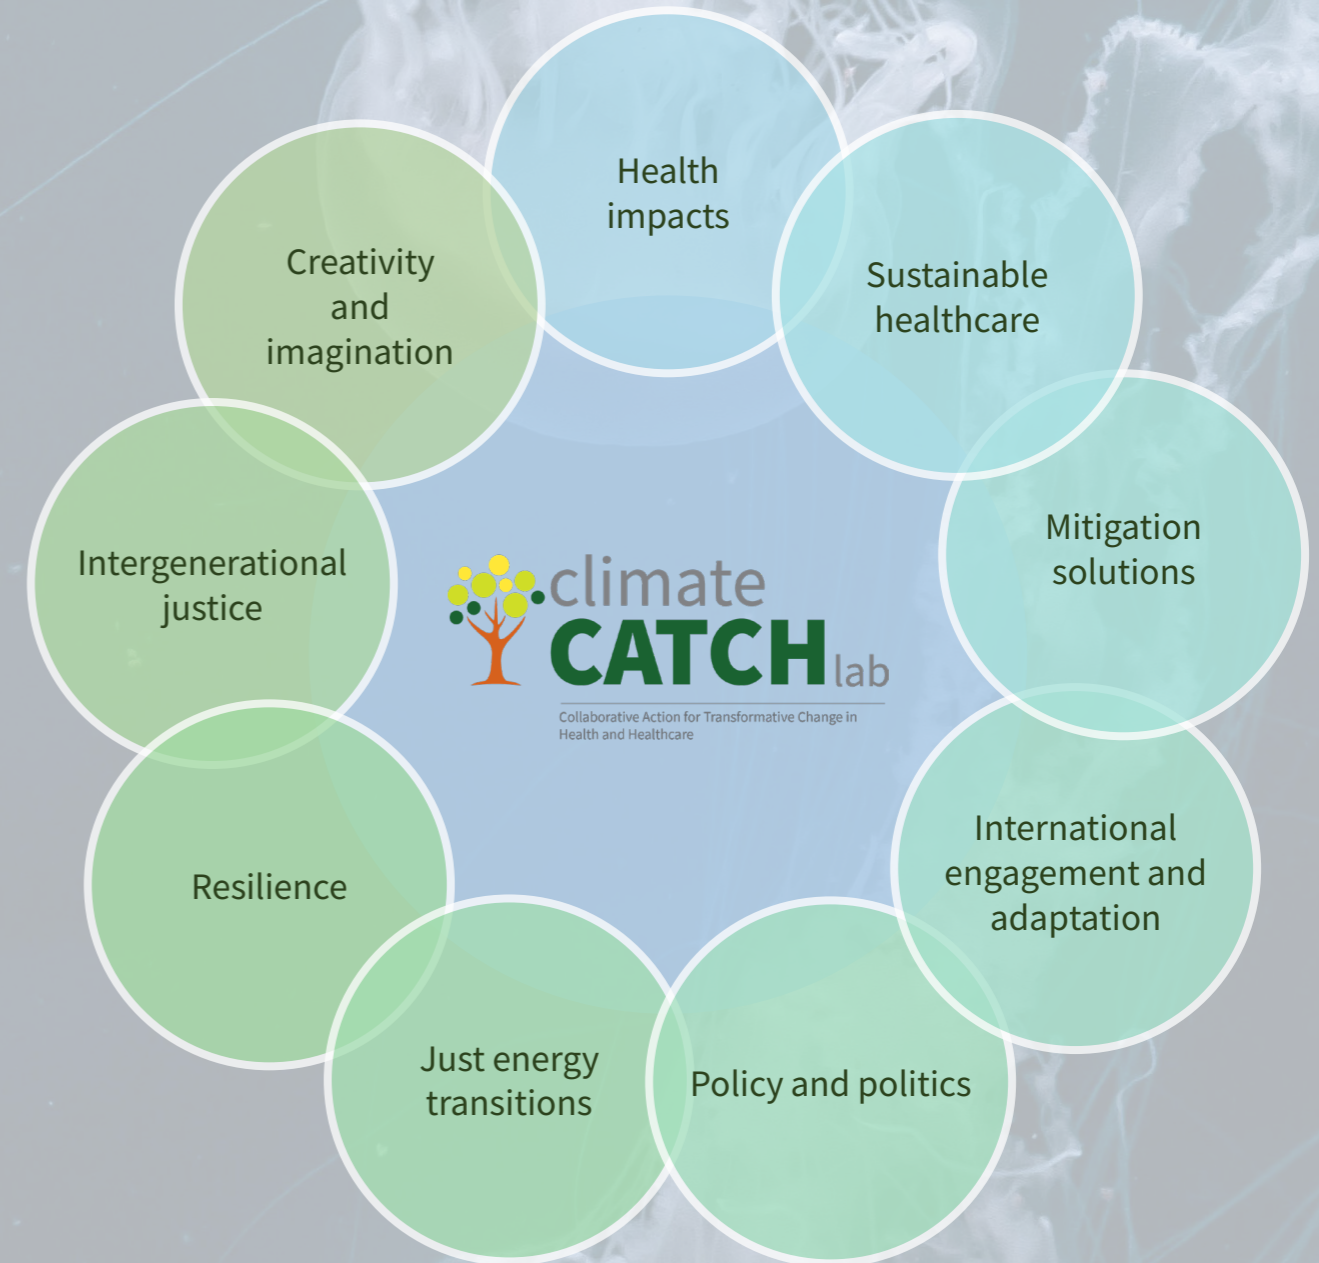 Health
impacts
Sustainable
healthcare
Mitigation
solutions
International
engagement and
adaptation
Policy and politics
Just energy
transitions
Resilience
Intergenerational
justice
Creativity
and
imagination
climate
CATCH lab
Collaborative Action for Transformative Change in
Health and Healthcare